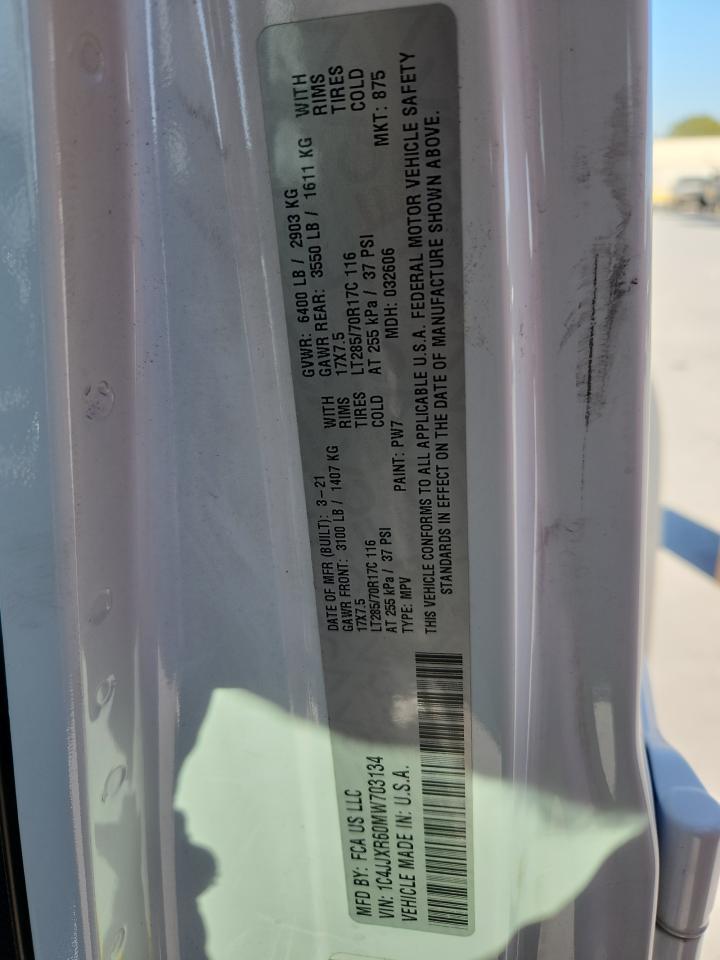 MFD BY: FCA US LLC
VIN: 1C4JJXR60MW703134
VEHICLE MADE IN: U.S.A.
DATE OF MFR (BUILT): 3-21 GVWR: 6400 LB / 2903 KG
GAWR FRONT: 3100 LB / 1407 KG WITH GAWR REAR: 3550 LB / 1611 KG WITH
17X7.5 RIMS 17X7.5 RIMS
LT285/70R17C 116 TIRES LT285/70R17C 116 TIRES
AT 255 kPa / 37 PSI COLD AT 255 kPa / 37 PSI COLD
TYPE: MPV PAINT: PW7 MDH: 032606 MKT: 875
THIS VEHICLE CONFORMS TO ALL APPLICABLE U.S.A. FEDERAL MOTOR VEHICLE SAFETY
STANDARDS IN EFFECT ON THE DATE OF MANUFACTURE SHOWN ABOVE.